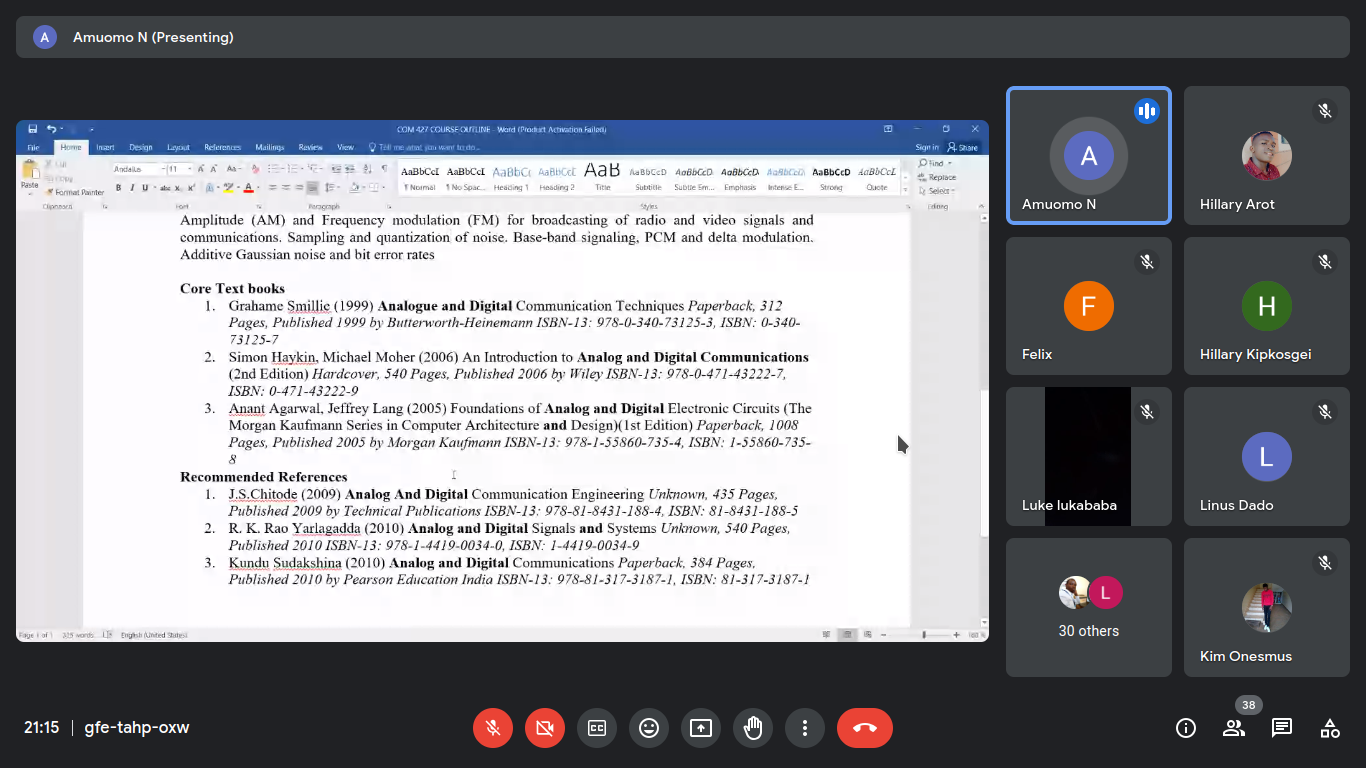 A Amuomo N (Presenting)
COM 427 COURSE OUTLINE - Word (Product Activation Failed)
File Home Insert Design Layout References Mailings Review View Tell me what you want to do... Sign in Share
Paste Cut Copy Format Painter
Andalus 11
AaBbCcI AaBbCcI AaBbC( AaBbCcI AaB AaBbCcD AaBbCcD AaBbCcD AaBbCcD AaBbCcD AaBbCcL
¶ Normal ¶ No Spac... Heading 1 Heading 2 Title Subtitle Subtle Em... Emphasis Intense E... Strong Quote
Find Replace Select
Clipboard Font Paragraph Styles Editing
Amplitude (AM) and Frequency modulation (FM) for broadcasting of radio and video signals and
communications. Sampling and quantization of noise. Base-band signaling, PCM and delta modulation.
Additive Gaussian noise and bit error rates
Core Text books
1. Grahame Smillie (1999) Analogue and Digital Communication Techniques Paperback, 312
Pages, Published 1999 by Butterworth-Heinemann ISBN-13: 978-0-340-73125-3, ISBN: 0-340-
73125-7
2. Simon Haykin, Michael Moher (2006) An Introduction to Analog and Digital Communications
(2nd Edition) Hardcover, 540 Pages, Published 2006 by Wiley ISBN-13: 978-0-471-43222-7,
ISBN: 0-471-43222-9
3. Anant Agarwal, Jeffrey Lang (2005) Foundations of Analog and Digital Electronic Circuits (The
Morgan Kaufmann Series in Computer Architecture and Design)(1st Edition) Paperback, 1008
Pages, Published 2005 by Morgan Kaufmann ISBN-13: 978-1-55860-735-4, ISBN: 1-55860-735-
8
Recommended References
1. J.S.Chitode (2009) Analog And Digital Communication Engineering Unknown, 435 Pages,
Published 2009 by Technical Publications ISBN-13: 978-81-8431-188-4, ISBN: 81-8431-188-5
2. R. K. Rao Yarlagadda (2010) Analog and Digital Signals and Systems Unknown, 540 Pages,
Published 2010 ISBN-13: 978-1-4419-0034-0, ISBN: 1-4419-0034-9
3. Kundu Sudakshina (2010) Analog and Digital Communications Paperback, 384 Pages,
Published 2010 by Pearson Education India ISBN-13: 978-81-317-3187-1, ISBN: 81-317-3187-1
Page 1 of 1 325 words English (United States) 160 %
A
Amuomo N
Hillary Arot
F
Felix
H
Hillary Kipkosgei
Luke lukababa
L
Linus Dado
L
30 others
Kim Onesmus
21:15 | gfe-tahp-oxw
CC
38